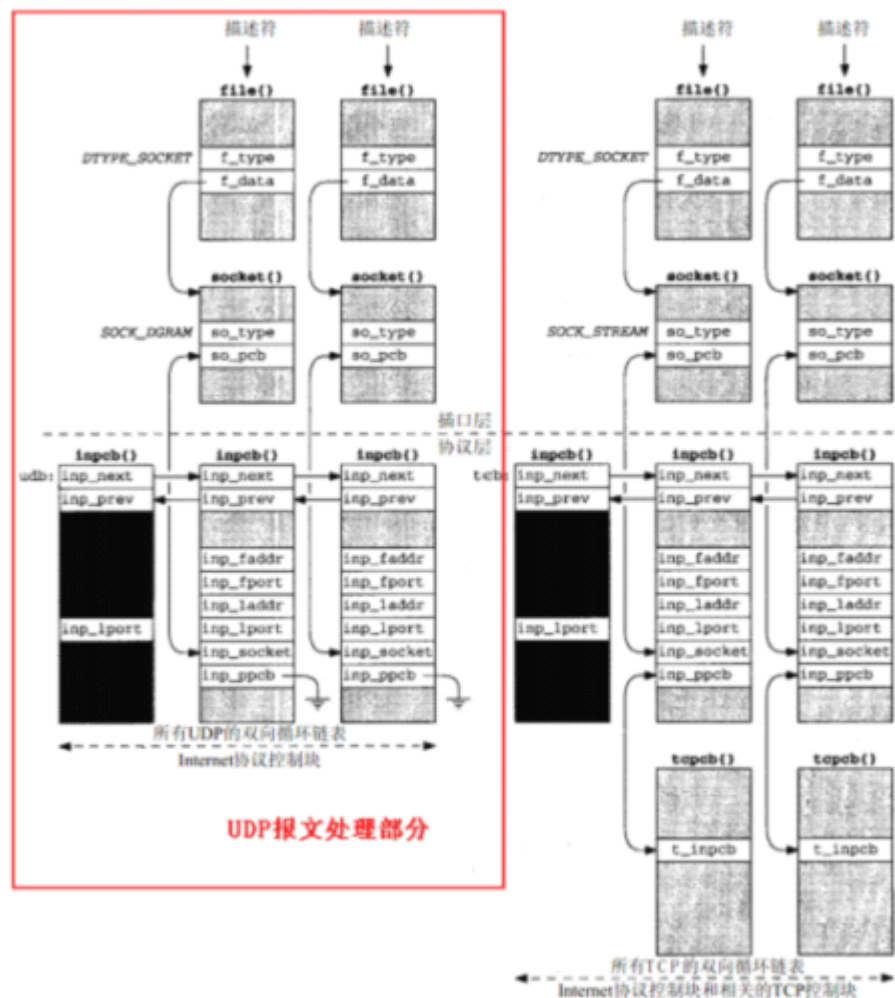 描述符 描述符 描述符 描述符
file{} file{} file{} file{}
DTYPE_SOCKET f_type f_type DTYPE_SOCKET f_type f_type
f_data f_data f_data f_data
socket{} socket{} socket{} socket{}
SOCK_DGRAM so_type so_type SOCK_STREAM so_type so_type
so_pcb so_pcb so_pcb so_pcb
插口层
协议层
inpcb{} inpcb{} inpcb{} inpcb{} inpcb{} inpcb{}
udb: inp_next inp_next inp_next tcb: inp_next inp_next inp_next
inp_prev inp_prev inp_prev inp_prev inp_prev inp_prev
inp_faddr inp_faddr inp_faddr inp_faddr
inp_fport inp_fport inp_fport inp_fport
inp_laddr inp_laddr inp_laddr inp_laddr
inp_lport inp_lport inp_lport inp_lport inp_lport inp_lport
inp_socket inp_socket inp_socket inp_socket
inp_ppcb inp_ppcb inp_ppcb inp_ppcb
所有UDP的双向循环链表
Internet协议控制块
tcpcb{} tcpcb{}
UDP报文处理部分
t_inpcb t_inpcb
所有TCP的双向循环链表
Internet协议控制块和相关的TCP控制块